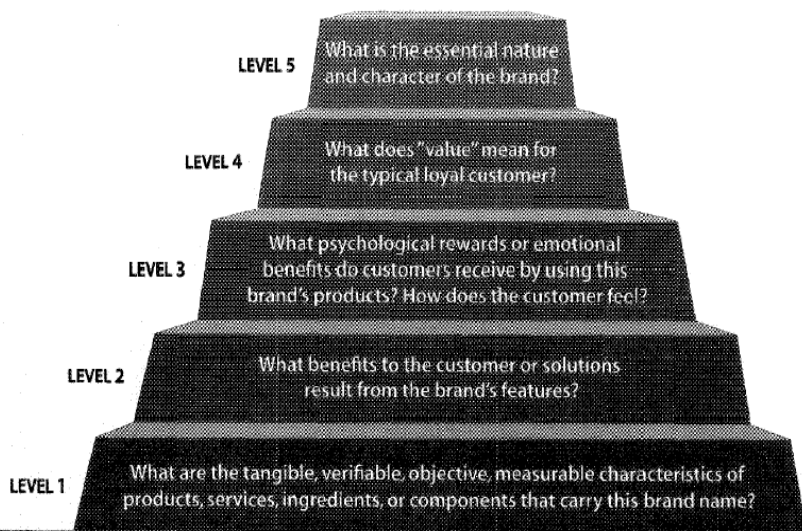 LEVEL 5
What is the essential nature
and character of the brand?
LEVEL 4
What does "value" mean for
the typical loyal customer?
LEVEL 3
What psychological rewards or emotional
benefits do customers receive by using this
brand's products? How does the customer feel?
LEVEL 2
What benefits to the customer or solutions
result from the brand's features?
LEVEL 1
What are the tangible, verifiable, objective, measurable characteristics of
products, services, ingredients, or components that carry this brand name?